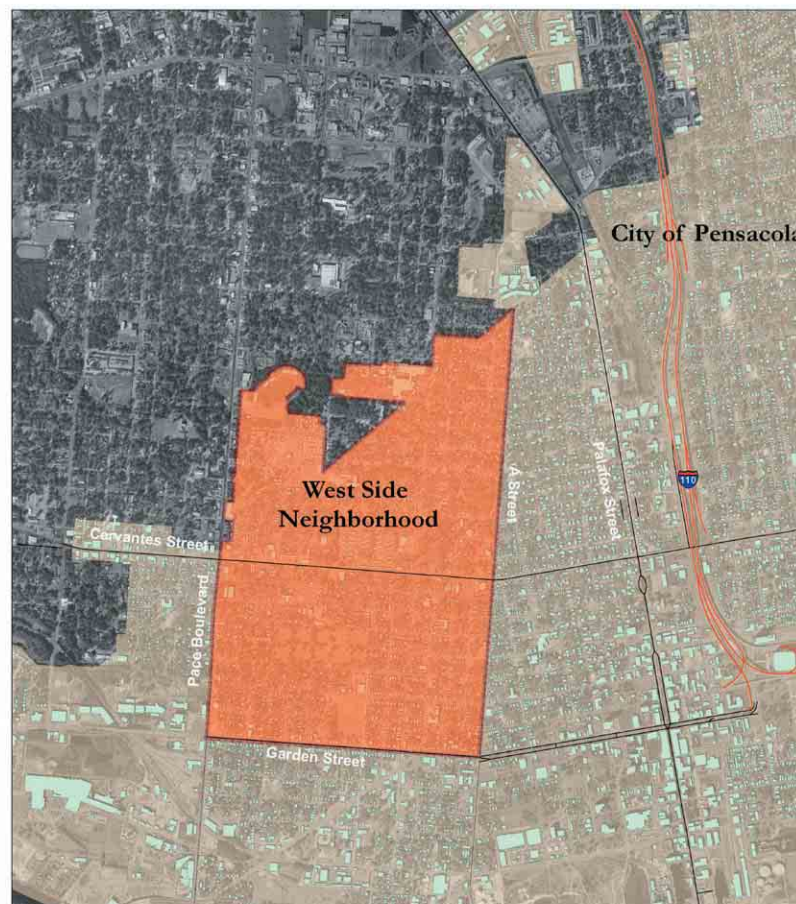 City of Pensacola
West Side
Neighborhood
A Street
Palafox Street
110
Cervantes Street
Pace Boulevard
Garden Street